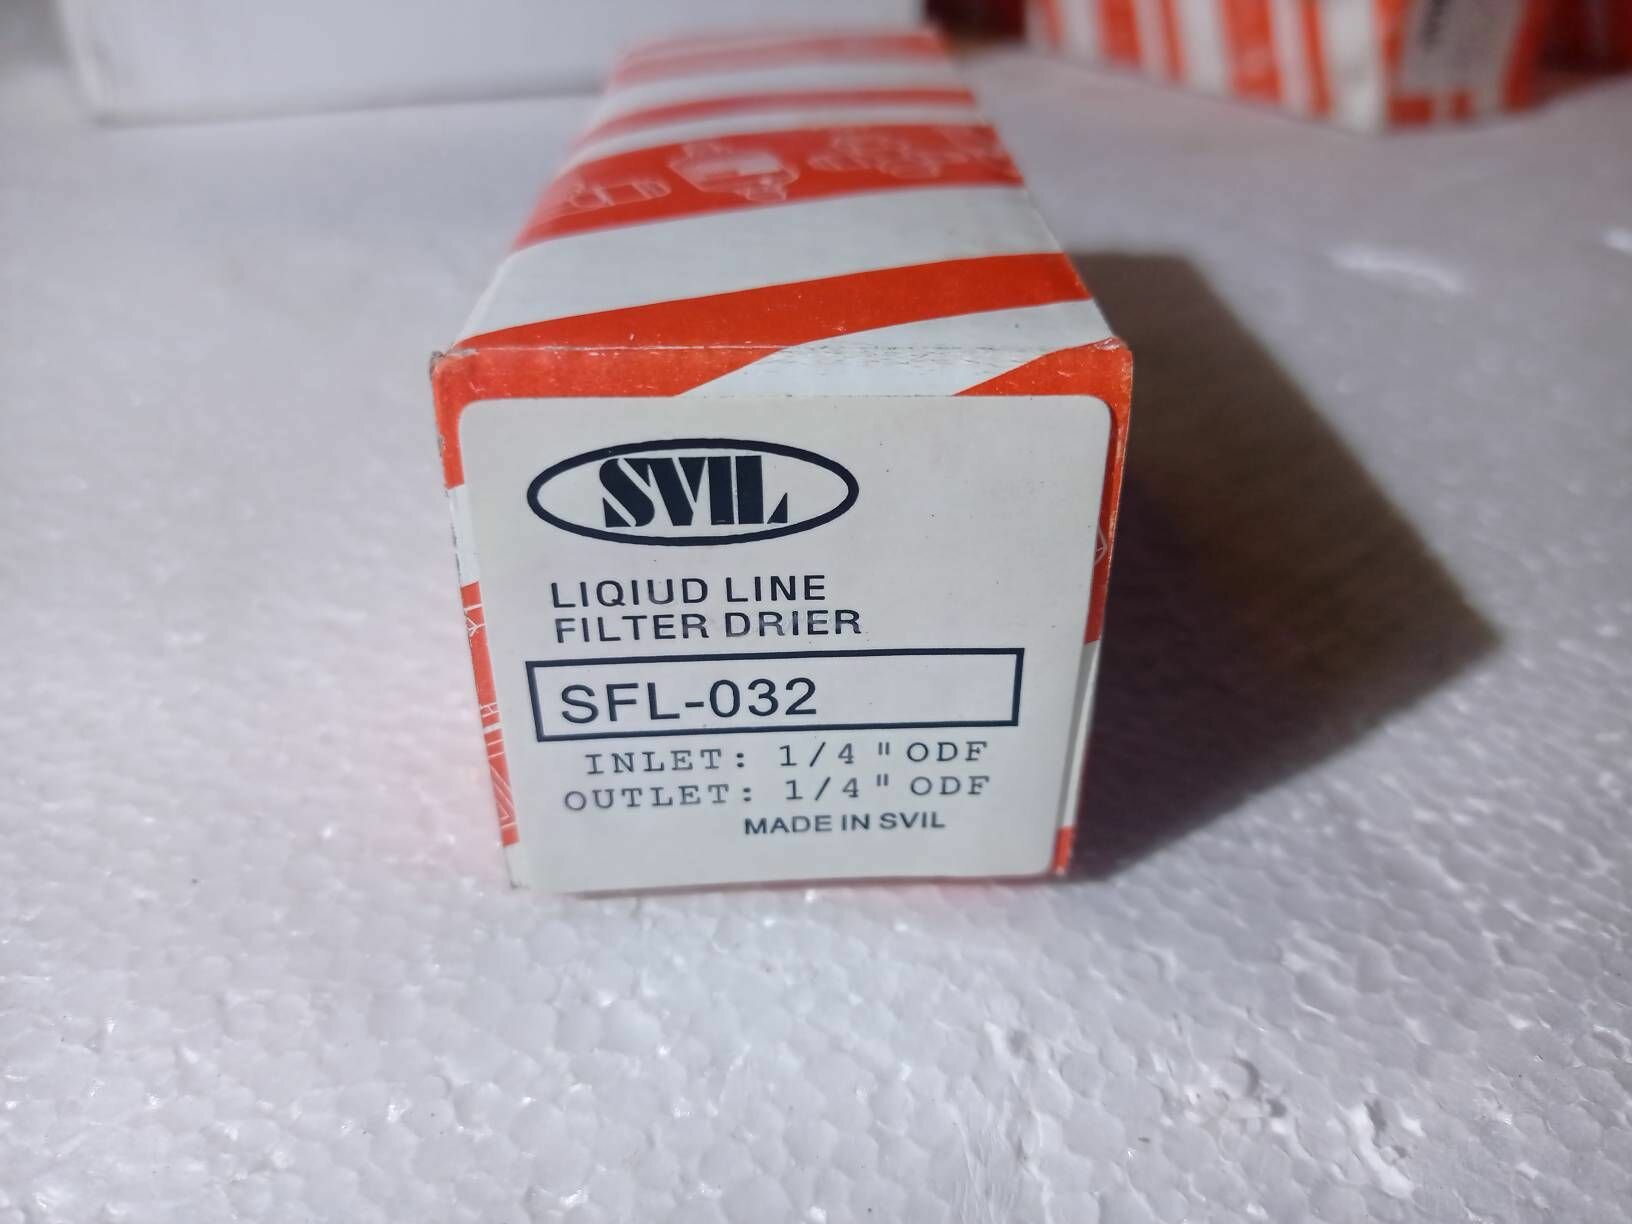 SVIL
LIQIUD LINE
FILTER DRIER
SFL-032
INLET: 1/4"ODF
OUTLET: 1/4" ODF
MADE IN SVIL